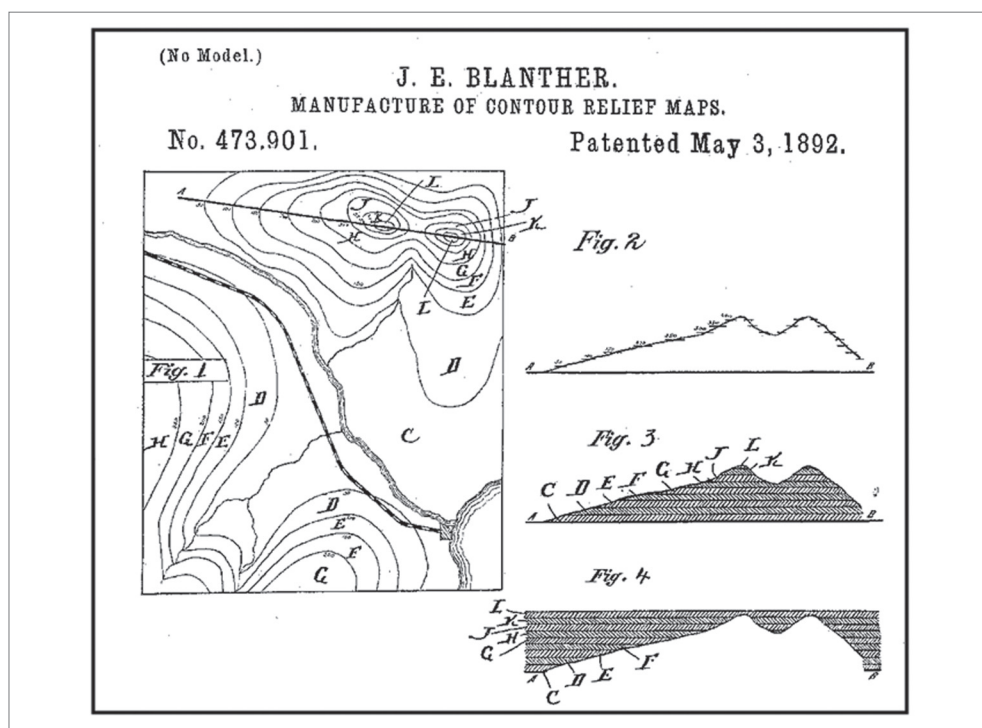 (No Model.)
J. E. BLANTHER.
MANUFACTURE OF CONTOUR RELIEF MAPS.
No. 473.901.
Patented May 3, 1892.
A
L
J
K
H
J
K
B
H
G
F
E
L
D
Fig. 1
D
H G F E
C
D
E
F
G
Fig. 2
A
B
Fig. 3
C D E F G H J L K
A
B
Fig. 4
L
K
J
H
G
A
C
D
E
F
B